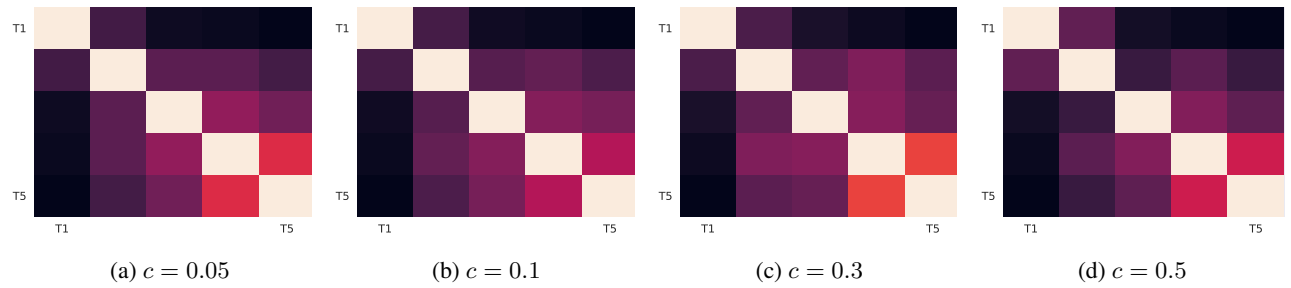 T1 T1 T1 T1
T5 T5 T5 T5
T1 T5 T1 T5 T1 T5 T1 T5
(a) c = 0.05 (b) c = 0.1 (c) c = 0.3 (d) c = 0.5